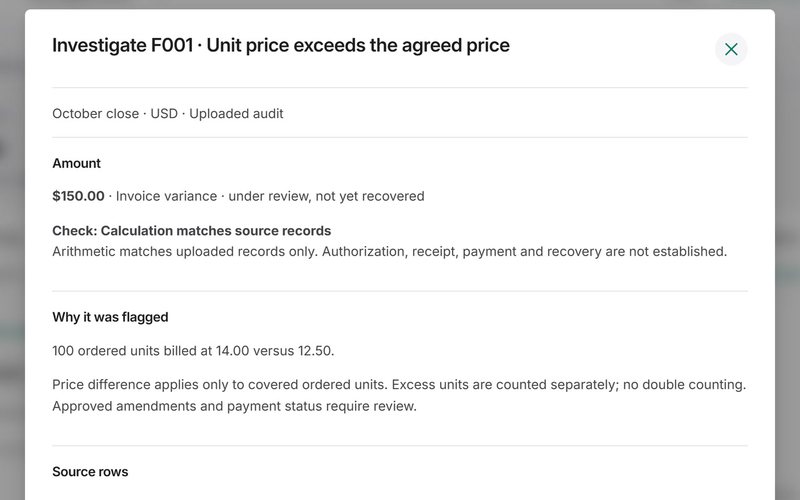 Investigate F001 · Unit price exceeds the agreed price
October close · USD · Uploaded audit
Amount
$150.00 · Invoice variance · under review, not yet recovered
Check: Calculation matches source records
Arithmetic matches uploaded records only. Authorization, receipt, payment and recovery are not established.
Why it was flagged
100 ordered units billed at 14.00 versus 12.50.
Price difference applies only to covered ordered units. Excess units are counted separately; no double counting.
Approved amendments and payment status require review.
Source rows